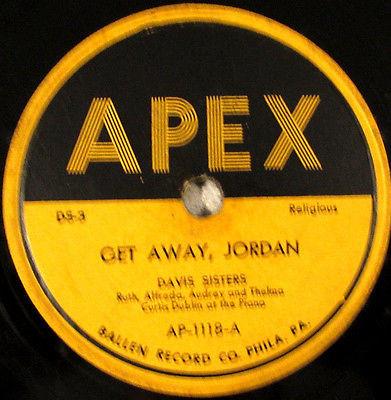 APEX
DS-3 Religious
GET AWAY, JORDAN
DAVIS SISTERS
Ruth, Alfreda, Audrey and Thelma
Curtis Dublin at the Piano
AP-1118-A
BALLEN RECORD CO. PHILA. PA.